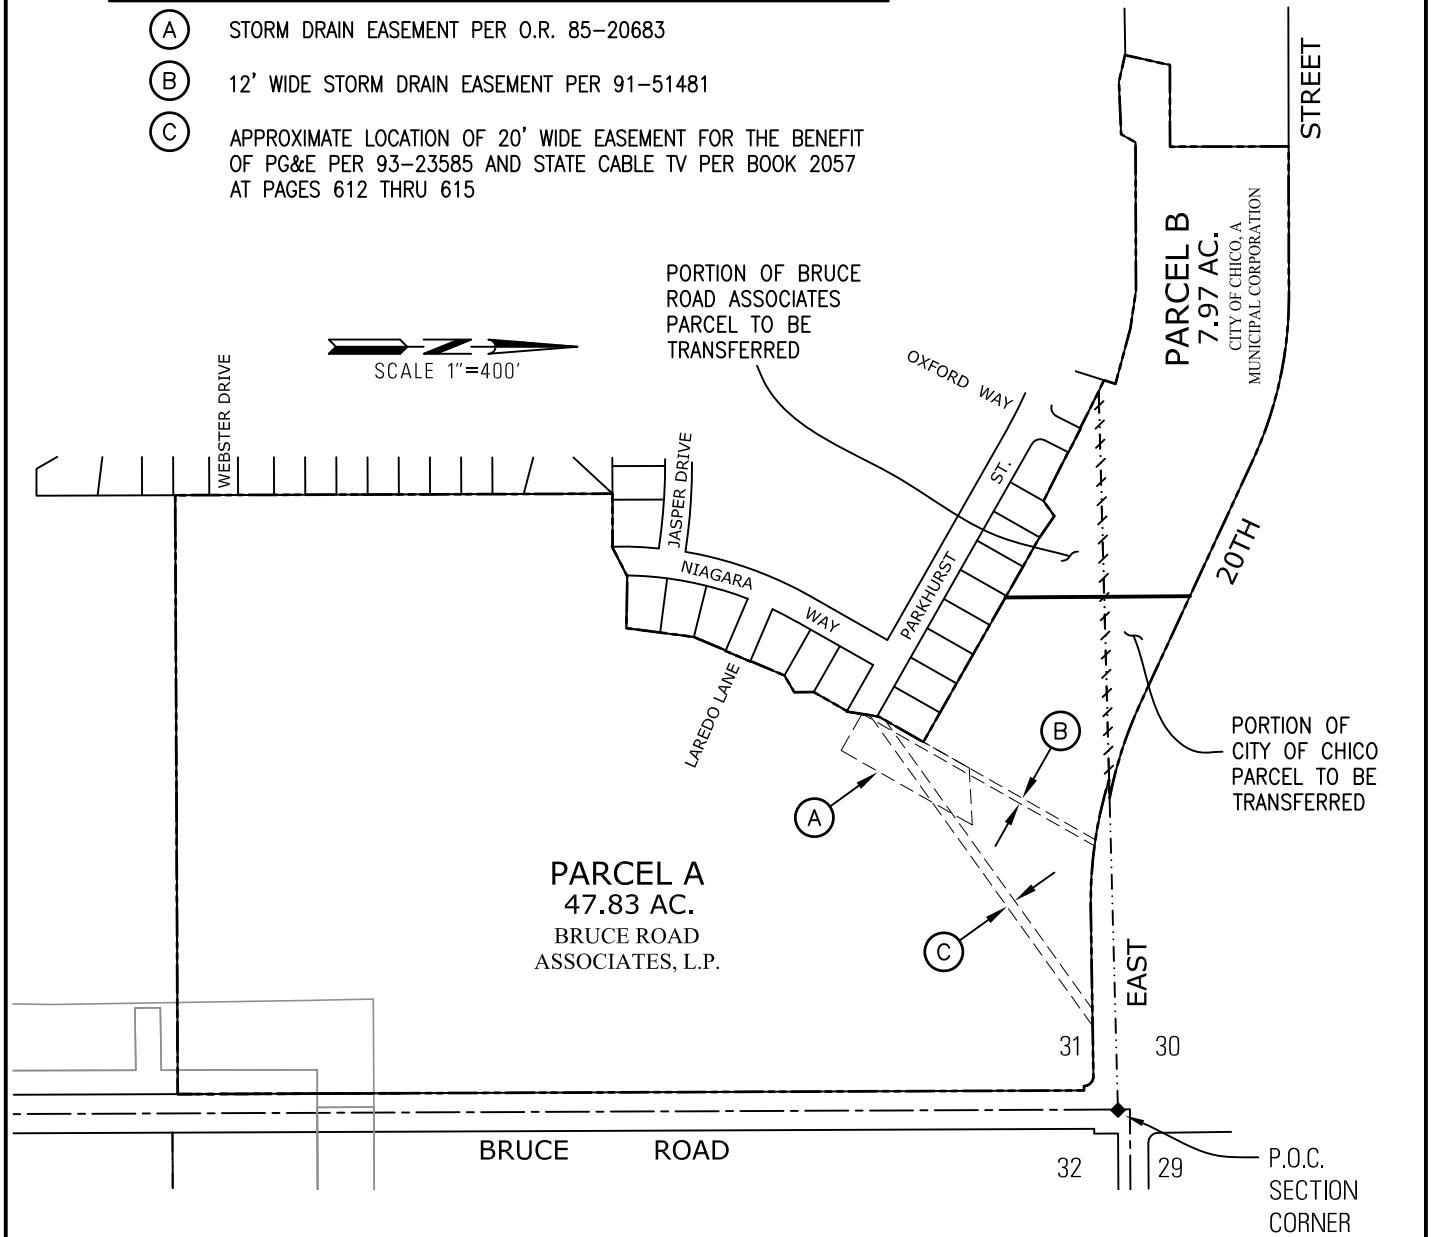 A STORM DRAIN EASEMENT PER O.R. 85-20683
B 12' WIDE STORM DRAIN EASEMENT PER 91-51481
C APPROXIMATE LOCATION OF 20' WIDE EASEMENT FOR THE BENEFIT
OF PG&E PER 93-23585 AND STATE CABLE TV PER BOOK 2057
AT PAGES 612 THRU 615
STREET
PARCEL B
7.97 AC.
CITY OF CHICO, A
MUNICIPAL CORPORATION
PORTION OF BRUCE
ROAD ASSOCIATES
PARCEL TO BE
TRANSFERRED
Z
SCALE 1"=400'
WEBSTER DRIVE
OXFORD WAY
JASPER DRIVE
ST.
PARKHURST
NIAGARA
WAY
LAREDO LANE
20TH
PORTION OF
CITY OF CHICO
PARCEL TO BE
TRANSFERRED
B
A
C
PARCEL A
47.83 AC.
BRUCE ROAD
ASSOCIATES, L.P.
EAST
31
30
BRUCE ROAD
32
29
P.O.C.
SECTION
CORNER